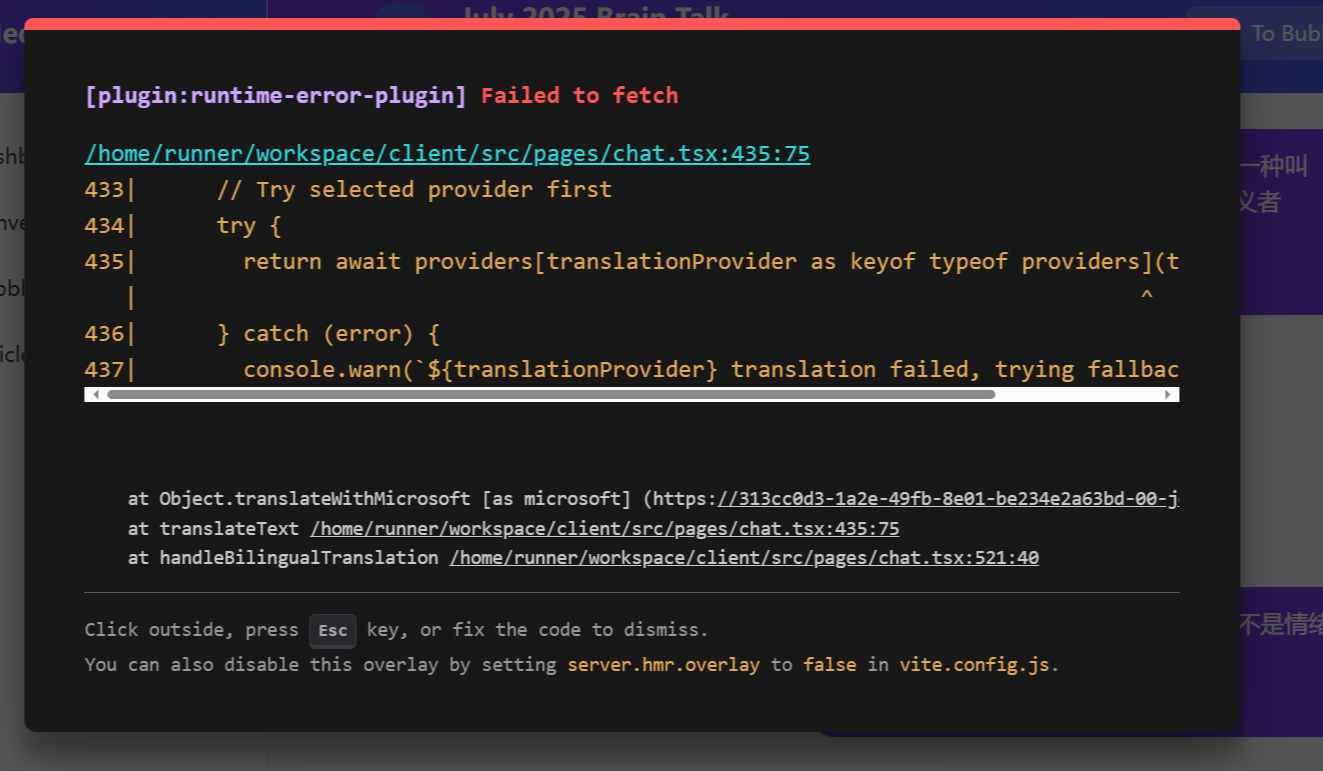 July 2025 Brain Talk
To Bubl
[plugin:runtime-error-plugin] Failed to fetch
/home/runner/workspace/client/src/pages/chat.tsx:435:75
433|      // Try selected provider first
434|      try {
435|        return await providers[translationProvider as keyof typeof providers](t
|                                                                            ^
436|      } catch (error) {
437|        console.warn(`${translationProvider} translation failed, trying fallbac
一种叫
义者
at Object.translateWithMicrosoft [as microsoft] (https://313cc0d3-1a2e-49fb-8e01-be234e2a63bd-00-j
at translateText /home/runner/workspace/client/src/pages/chat.tsx:435:75
at handleBilingualTranslation /home/runner/workspace/client/src/pages/chat.tsx:521:40
Click outside, press Esc key, or fix the code to dismiss.
You can also disable this overlay by setting server.hmr.overlay to false in vite.config.js.
不是情绪